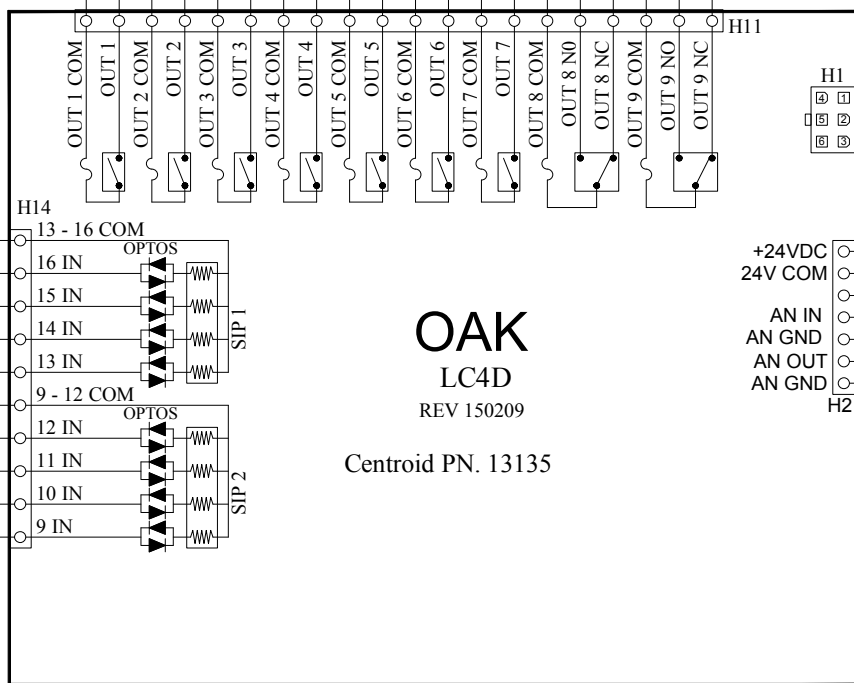 H11
OUT 1 COM
OUT 1
OUT 2 COM
OUT 2
OUT 3 COM
OUT 3
OUT 4 COM
OUT 4
OUT 5 COM
OUT 5
OUT 6 COM
OUT 6
OUT 7 COM
OUT 7
OUT 8 COM
OUT 8 N0
OUT 8 NC
OUT 9 COM
OUT 9 NO
OUT 9 NC
H1
4 1
5 2
6 3
H14
13 - 16 COM
OPTOS
16 IN
15 IN
14 IN
13 IN
SIP 1
9 - 12 COM
OPTOS
12 IN
11 IN
10 IN
9 IN
SIP 2
OAK
LC4D
REV 150209
Centroid PN. 13135
+24VDC
24V COM
AN IN
AN GND
AN OUT
AN GND
H2